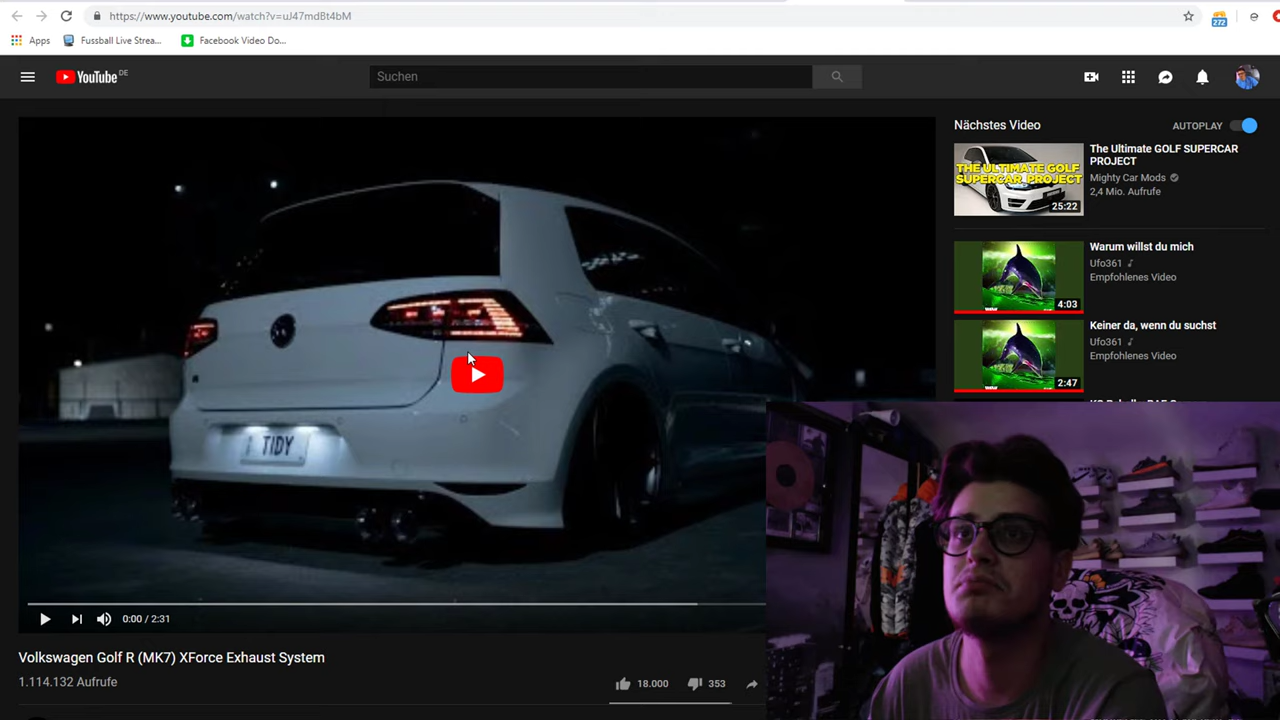 https://www.youtube.com/watch?v=uJ47mdBt4bM
272
Apps
Fussball Live Strea...
Facebook Video Do...
YouTube DE
Suchen
TIDY
0:00 / 2:31
Volkswagen Golf R (MK7) XForce Exhaust System
1.114.132 Aufrufe
18.000
353
Nächstes Video
AUTOPLAY
THE ULTIMATE GOLF
SUPERCAR PROJECT
25:22
The Ultimate GOLF SUPERCAR
PROJECT
Mighty Car Mods
2,4 Mio. Aufrufe
4:03
Warum willst du mich
Ufo361
Empfohlenes Video
2:47
Keiner da, wenn du suchst
Ufo361
Empfohlenes Video